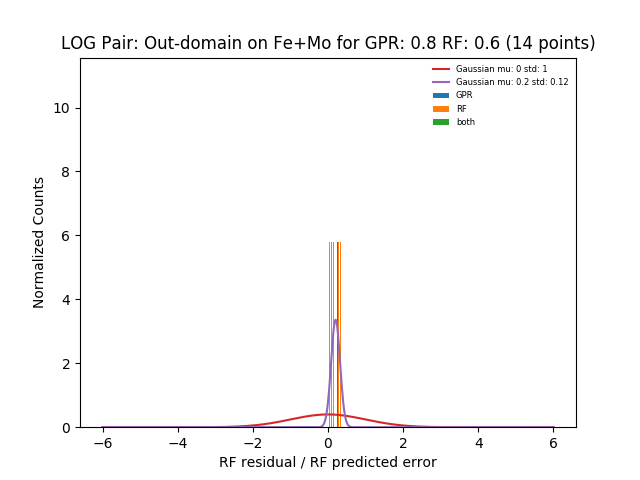 LOG Pair: Out-domain on Fe+Mo for GPR: 0.8 RF: 0.6 (14 points)
Gaussian mu: 0 std: 1
Gaussian mu: 0.2 std: 0.12
GPR
RF
both
Normalized Counts
10
8
6
4
2
0
−6 −4 −2 0 2 4 6
RF residual / RF predicted error